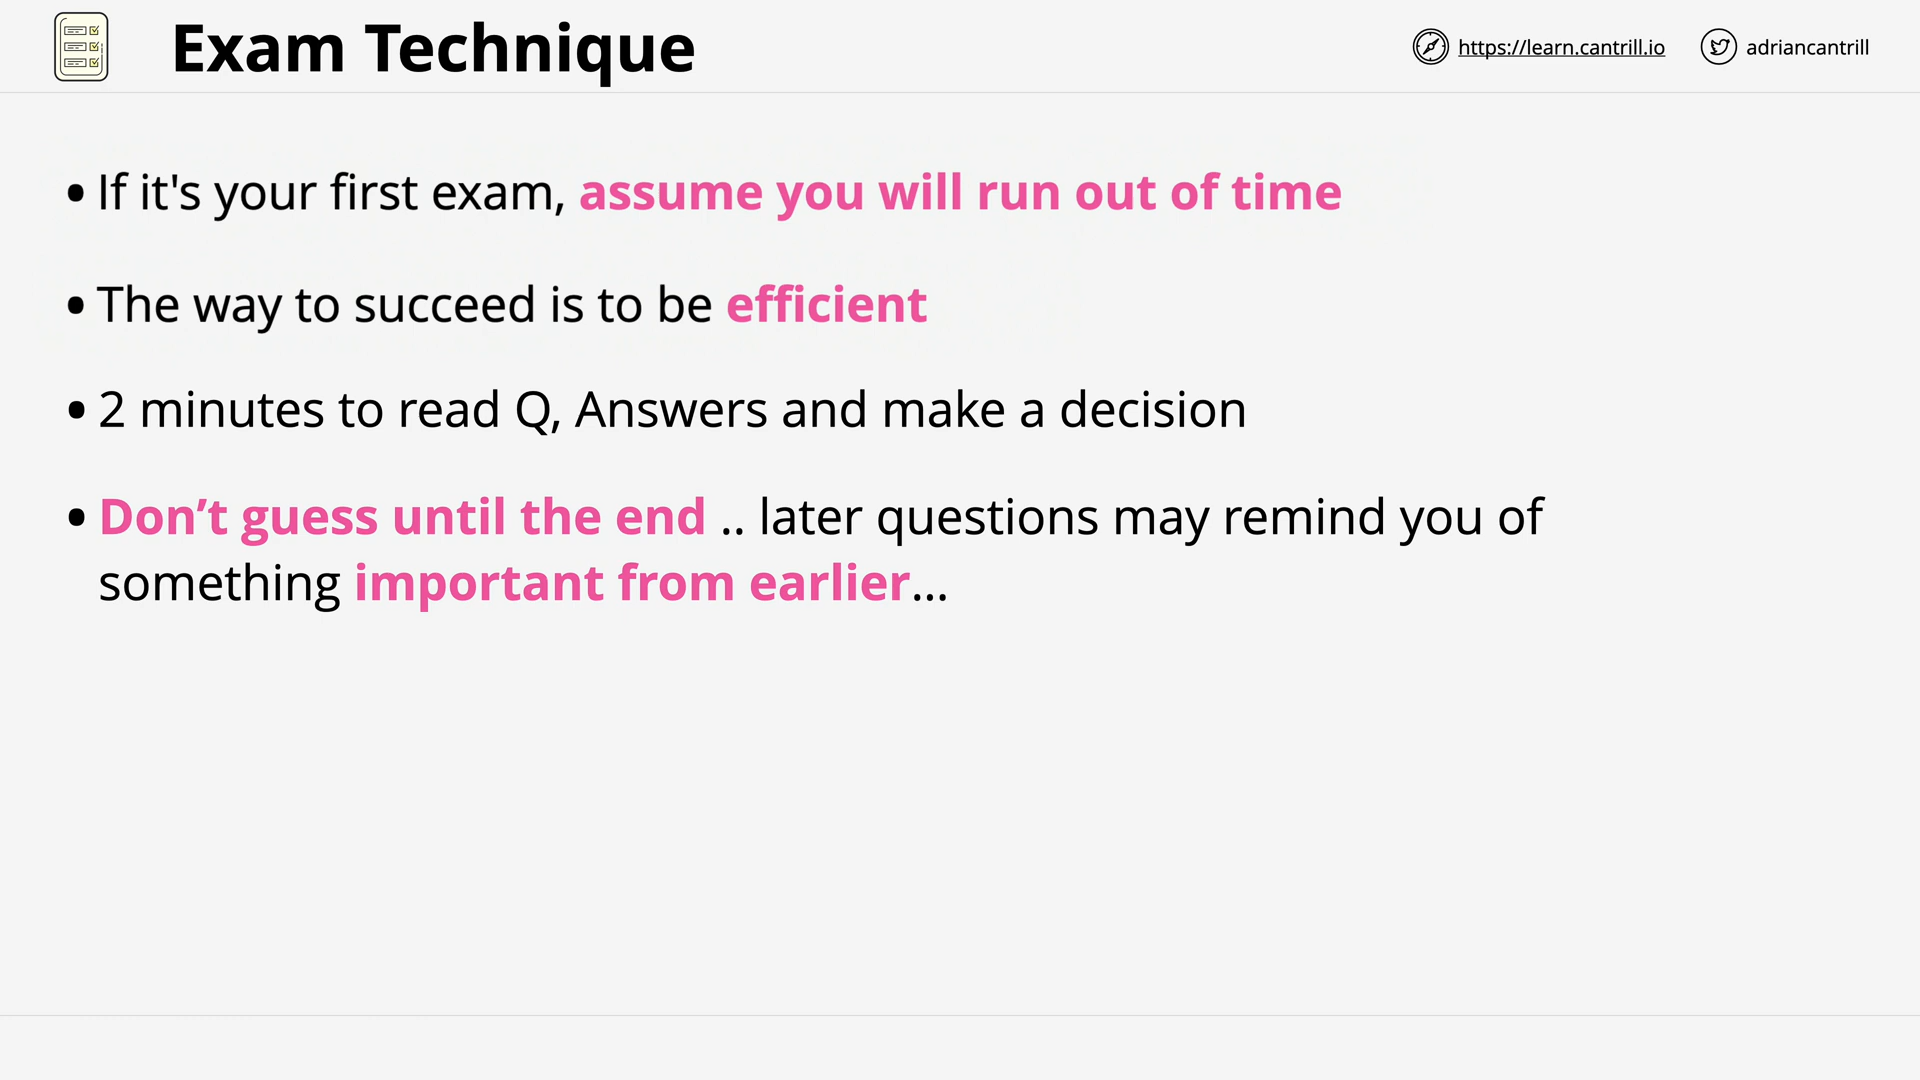 Exam Technique
https://learn.cantrill.io
adriancantrill
• If it's your first exam, assume you will run out of time
• The way to succeed is to be efficient
• 2 minutes to read Q, Answers and make a decision
• Don’t guess until the end .. later questions may remind you of
something important from earlier...